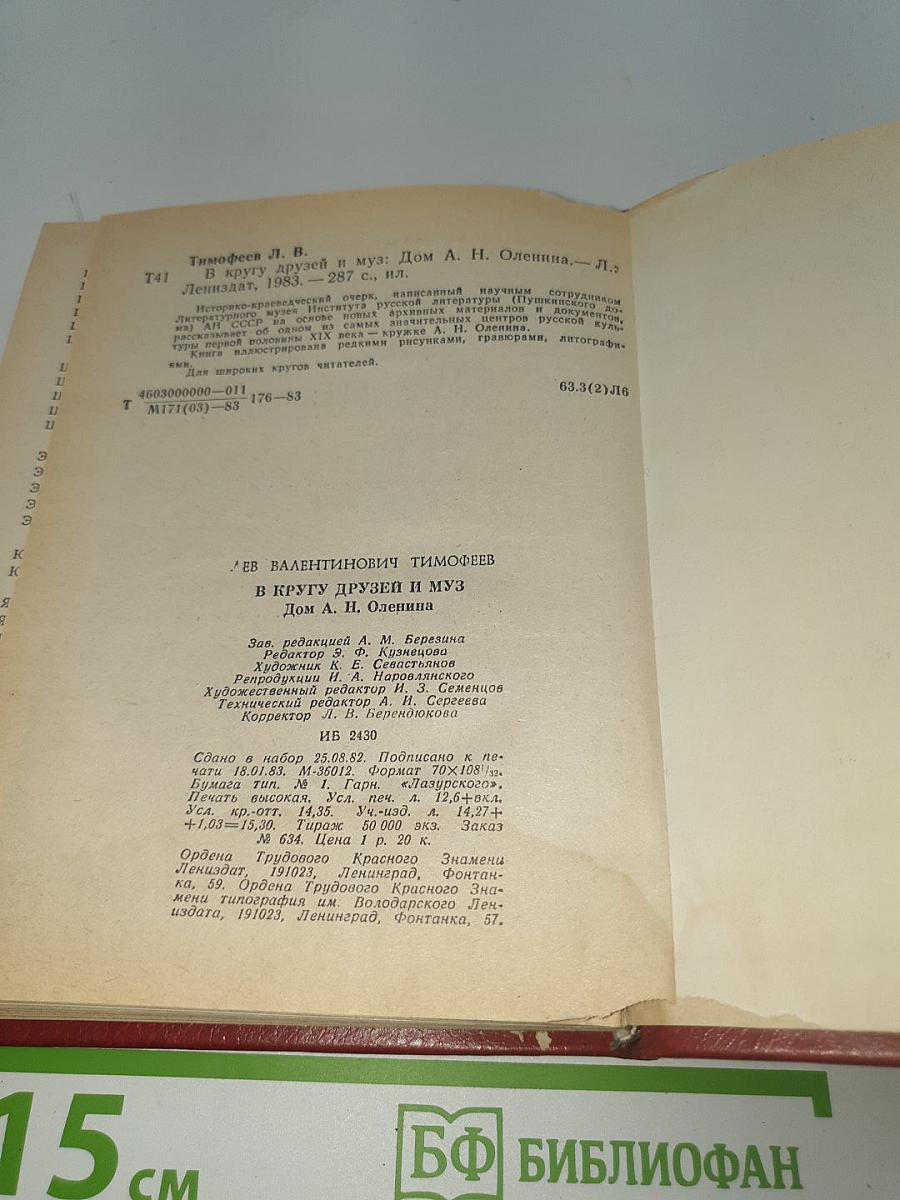 Тимофеев Л. В.
Т41 В кругу друзей и муз: Дом А. Н. Оленина.— Л.:
Лениздат, 1983. — 287 с., ил.
Историко-краеведческий очерк, написанный научным сотрудником
Литературного музея Института русской литературы (Пушкинского до-
ма) АН СССР на основе новых архивных материалов и документов,
рассказывает об одном из самых значительных центров русской куль-
туры первой половины XIX века — кружке А. Н. Оленина.
Книга иллюстрирована редкими рисунками, гравюрами, литографи-
ями.
Для широких кругов читателей.
Т 4603000000—011
М171(03)—83 176—83
63.3(2)Л6
ЕВ ВАЛЕНТИНОВИЧ ТИМОФЕЕВ
В КРУГУ ДРУЗЕЙ И МУЗ
Дом А. Н. Оленина
Зав. редакцией А. М. Березина
Редактор Э. Ф. Кузнецова
Художник К. Е. Севастьянов
Репродукции И. А. Наровлянского
Художественный редактор И. З. Семенцов
Технический редактор А. И. Сергеева
Корректор Л. В. Берендюкова
ИБ 2430
Сдано в набор 25.08.82. Подписано к пе-
чати 18.01.83. М-36012. Формат 70×108¹/₃₂.
Бумага тип. № 1. Гарн. «Лазурского».
Печать высокая. Усл. печ. л. 12,6+вкл.
Усл. кр.-отт. 14,35. Уч.-изд. л. 14,27+
+1,03=15,30. Тираж 50 000 экз. Заказ
№ 634. Цена 1 р. 20 к.
Ордена Трудового Красного Знамени
Лениздат, 191023, Ленинград, Фонтан-
ка, 59. Ордена Трудового Красного Зна-
мени типография им. Володарского Лен-
издата, 191023, Ленинград, Фонтанка, 57.
15 см
БФ БИБЛИОФАН